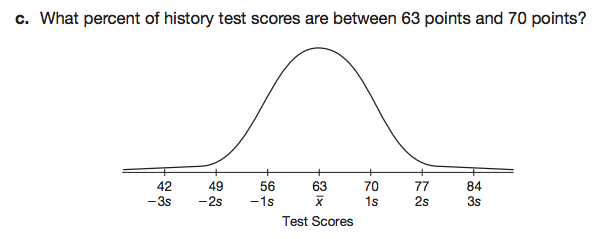 c. What percent of history test scores are between 63 points and 70 points?
42 49 56 63 70 77 84
−3s −2s −1s x̅ 1s 2s 3s
Test Scores